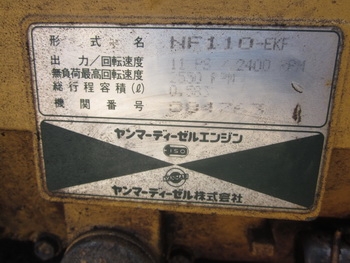 形式名 NF110-EKF
出力/回転速度 11 PS / 2400 RPM
無負荷最高回転速度 RPM
総行程容積(ℓ) 0.583
機関番号
ヤンマーディーゼルエンジン
ISO
ヤンマーディーゼル株式会社